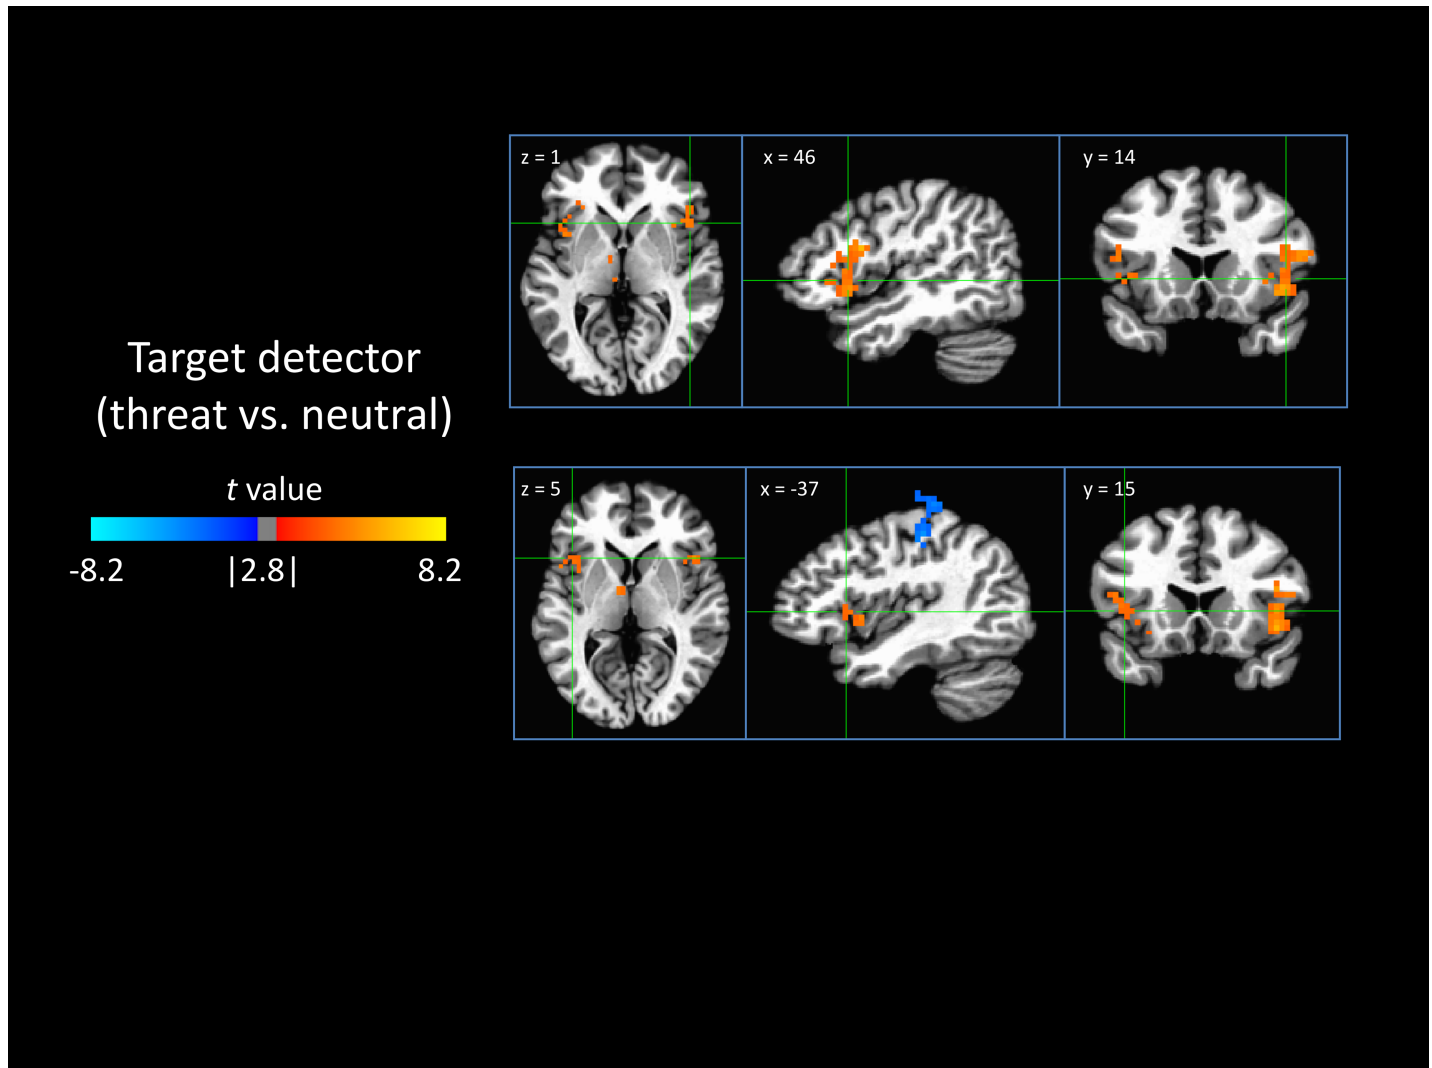 Target detector
(threat vs. neutral)
t value
-8.2 |2.8| 8.2
z = 1 x = 46 y = 14
z = 5 x = -37 y = 15